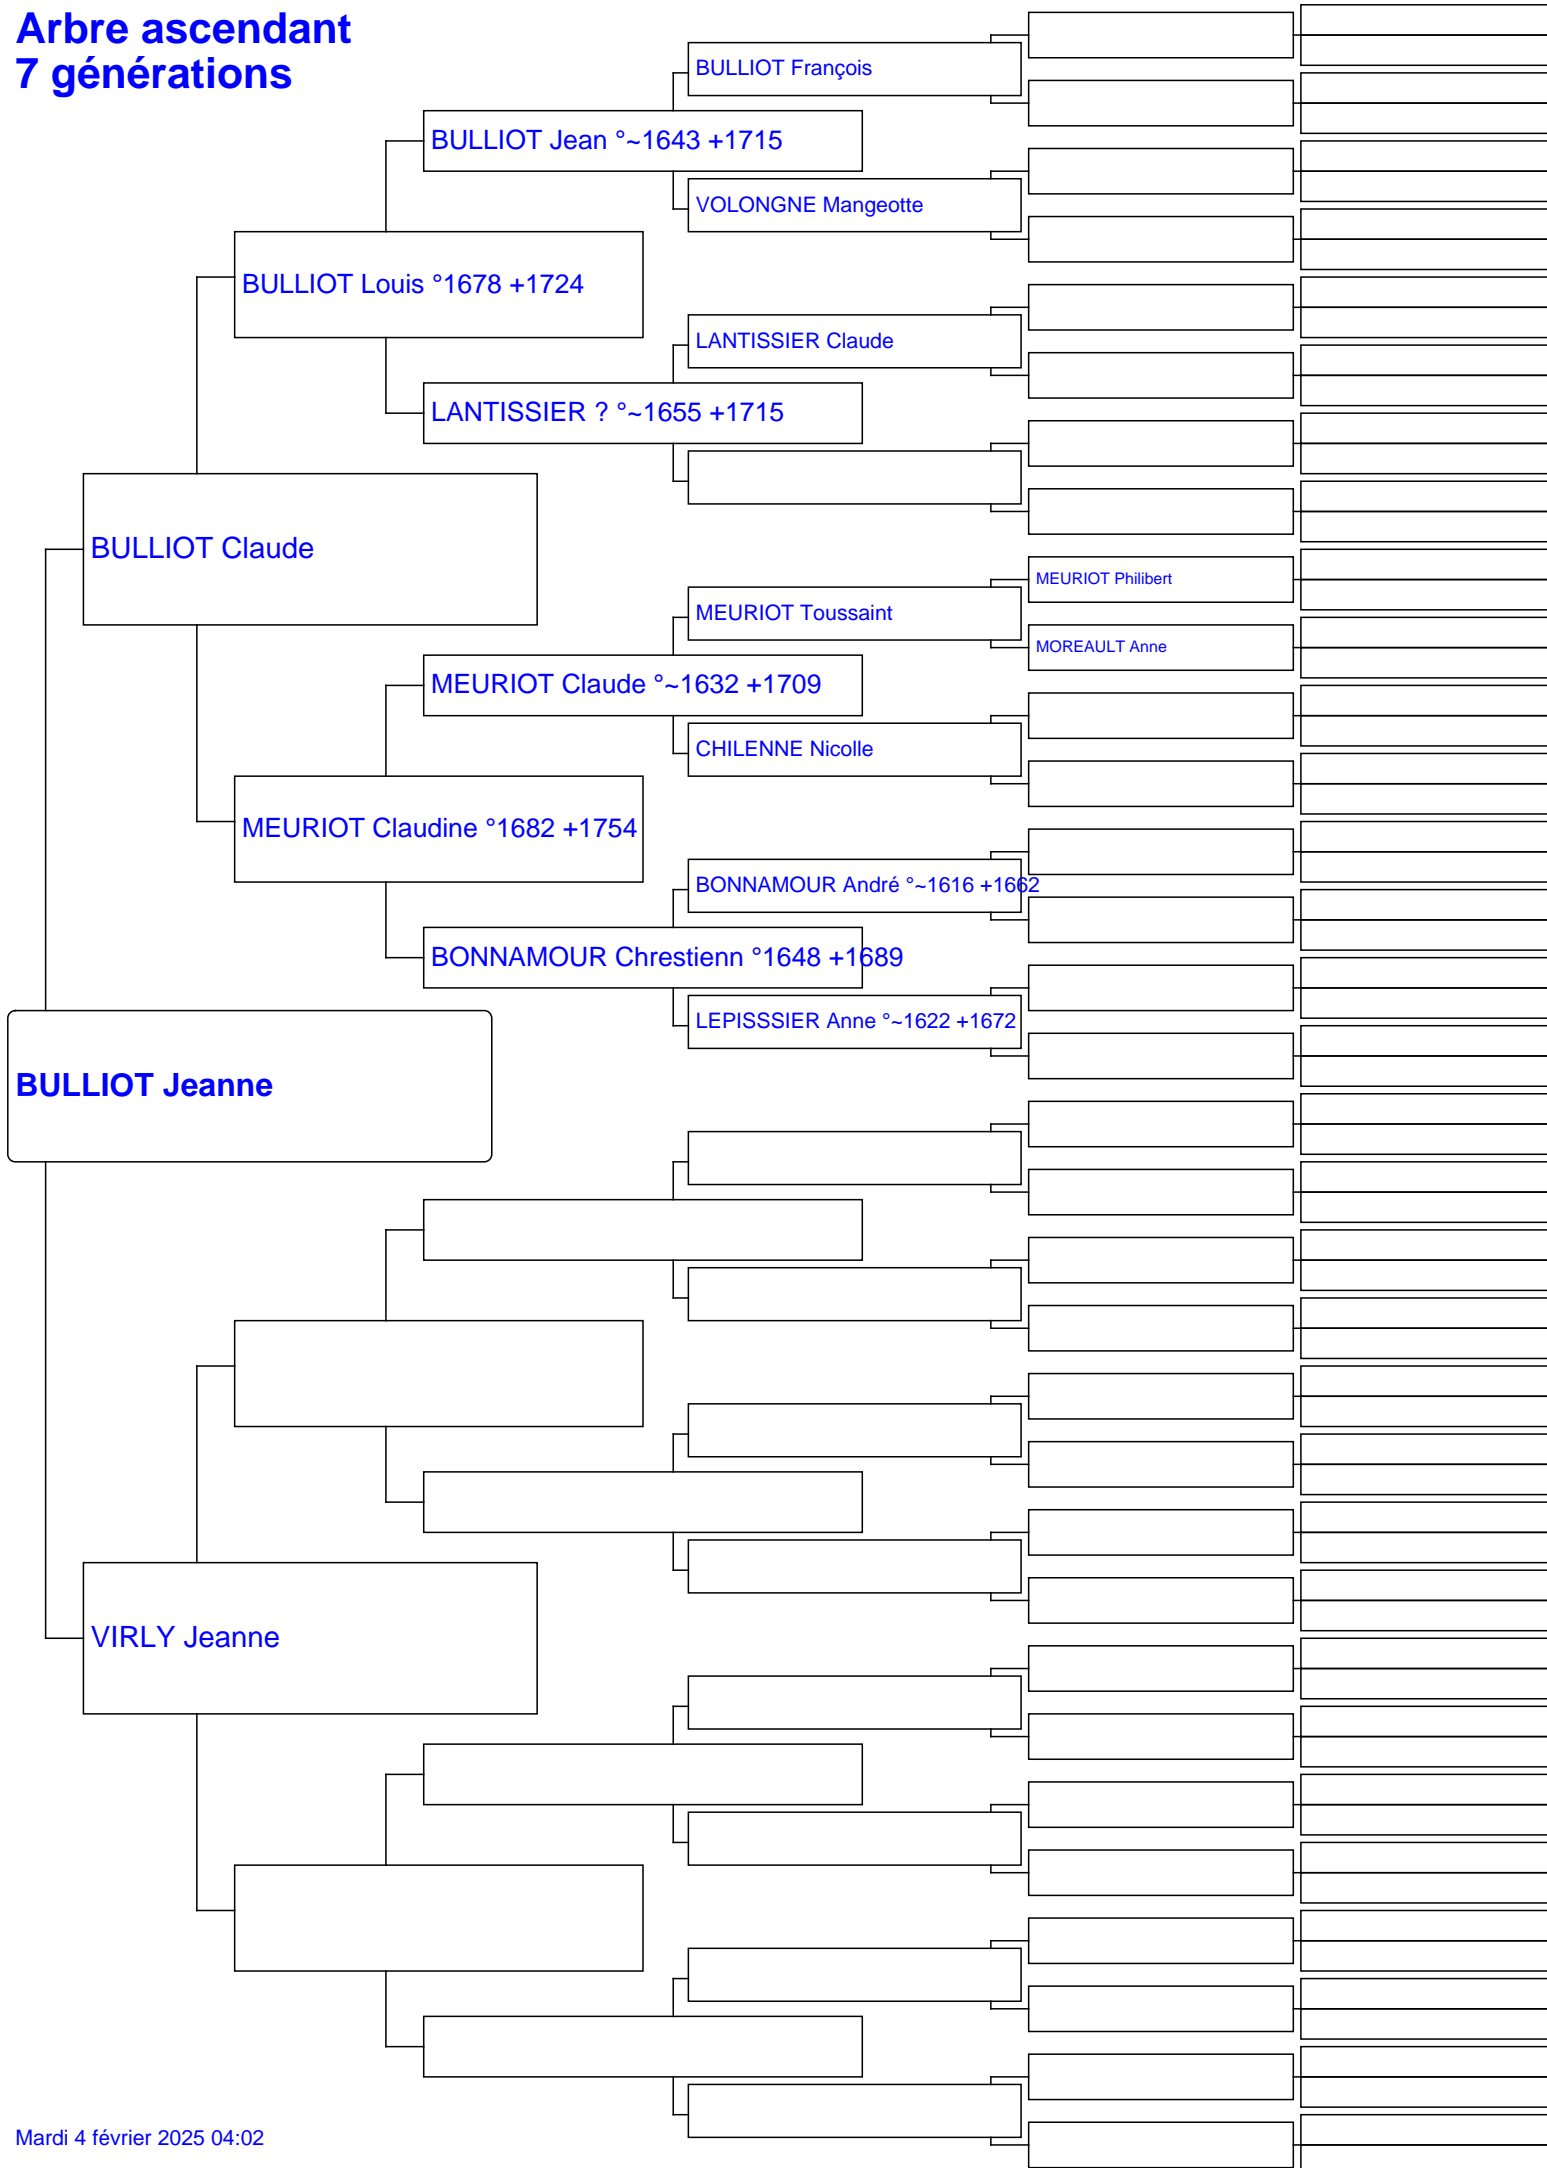 Arbre ascendant
7 générations
BULLIOT François
BULLIOT Jean °~1643 +1715
VOLONGNE Mangeotte
BULLIOT Louis °1678 +1724
LANTISSIER Claude
LANTISSIER ? °~1655 +1715
BULLIOT Claude
MEURIOT Philibert
MEURIOT Toussaint
MOREAULT Anne
MEURIOT Claude °~1632 +1709
CHILENNE Nicolle
MEURIOT Claudine °1682 +1754
BONNAMOUR André °~1616 +1662
BONNAMOUR Chrestienn °1648 +1689
LEPISSSIER Anne °~1622 +1672
BULLIOT Jeanne
VIRLY Jeanne
Mardi 4 février 2025 04:02